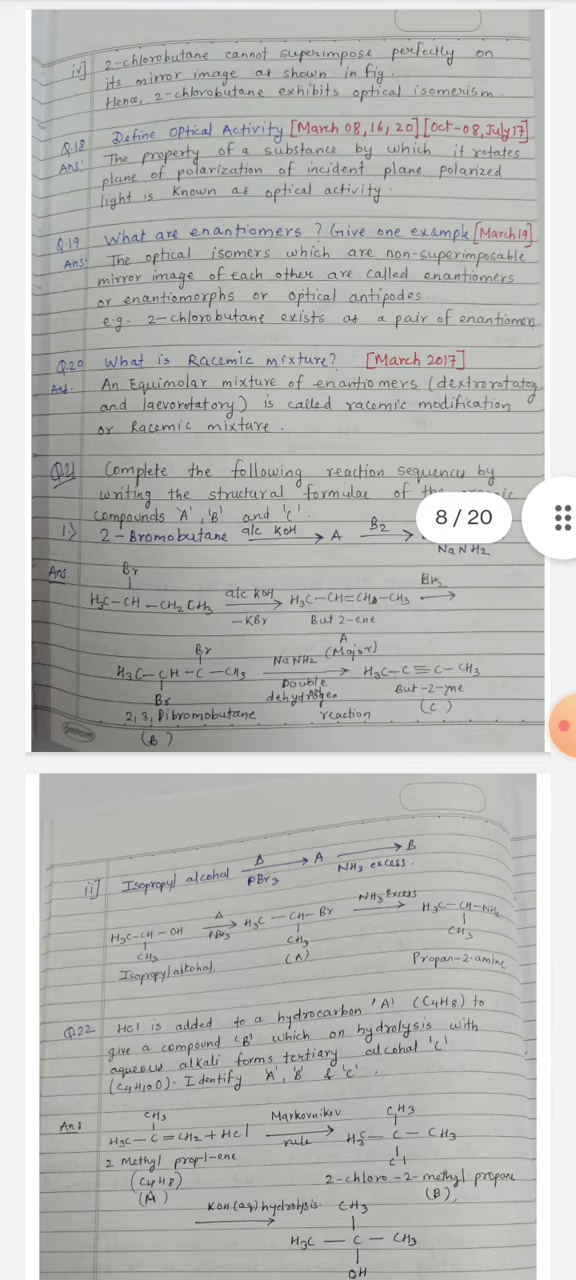 iv] 2-chlorobutane cannot superimpose perfectly on
its mirror image as shown in fig.
Hence, 2-chlorobutane exhibits optical isomerism.
Q.18 Define Optical Activity [March 08, 16, 20] [Oct-08, July 17]
Ans: The property of a substance by which it rotates
plane of polarization of incident plane polarized
light is known as optical activity.
Q.19 What are enantiomers ? Give one example [March 19]
Ans: The optical isomers which are non-superimposable
mirror image of each other are called enantiomers
or enantiomorphs or optical antipodes.
e.g. 2-chlorobutane exists as a pair of enantiomers
Q.20 What is Racemic mixture? [March 2017]
Ans. An Equimolar mixture of enantiomers (dextrorotatoy
and laevorotatory) is called racemic modification
or Racemic mixture.
Q.21 Complete the following reaction sequency by
writing the structural formulae of the
compounds 'A', 'B' and 'C'.
8 / 20
1.> 2-Bromobutane alc KOH → A B2 →
NaNH2
Ans Br
H3C-CH-CH2CH3 alc KOH → H3C-CH=CH-CH3 Br2 →
-KBr But 2-ene
A
(Major)
Br
H3C-CH-C-CH3 NaNH2 → H3C-C≡C-CH3
Br Double But-2-yne
dehydrogen (C)
2,3, Dibromobutane reaction
(B)
ii] Isopropyl alcohol Δ PBr3 → A NH3 excess. → B
H3C-CH-OH Δ PBr3 → H3C-CH-Br NH3 Excess → H3C-CH-NH2
CH3 CH3 CH3
Isopropyl alcohal. (A) Propan-2-amine
Q.22 HCl is added to a hydrocarbon 'A' (C4H8) to
give a compound 'B' which on hydrolysis with
aqueous alkali forms tertiary alcohal 'C'
(C4H10O)- Identify 'A', 'B' & 'C'.
Ans CH3 CH3
H3C-C=CH2+HCl Markovnikov rule → H3C-C-CH3
Cl
2 Methyl prop-1-ene 2-chloro-2-methyl propane
(C4H8) (B),
(A)
KOH (aq) hydrolysis. → CH3
H3C-C-CH3
OH